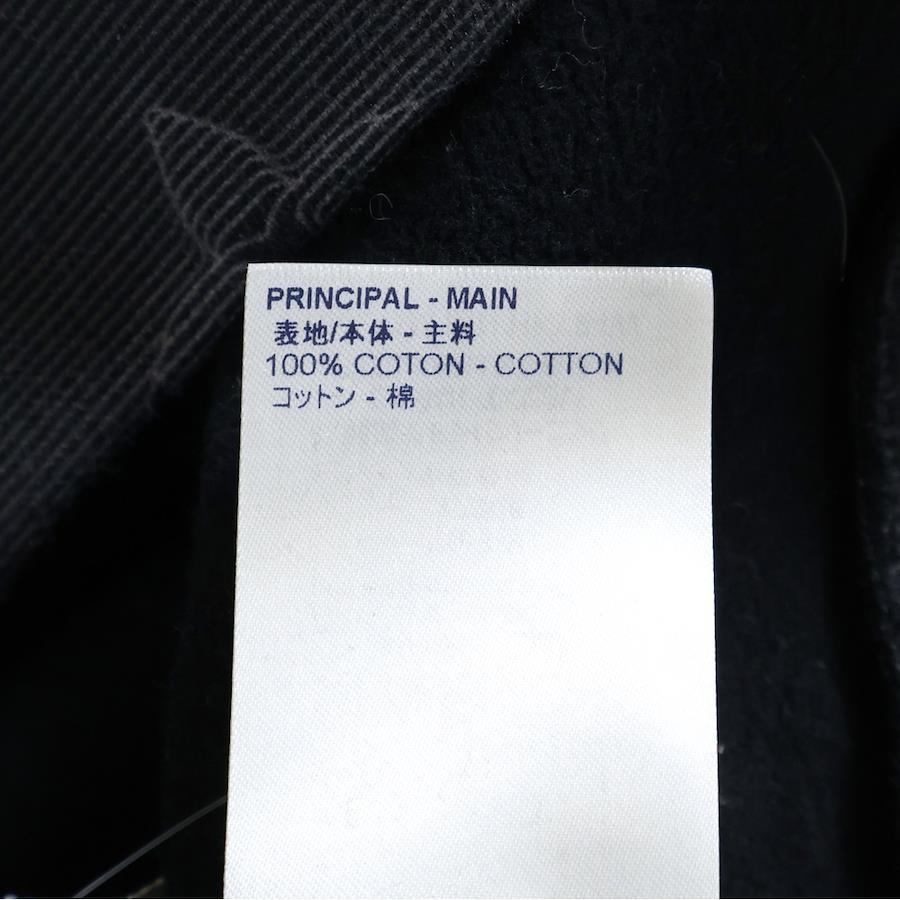 PRINCIPAL - MAIN
表地/本体 - 主料
100% COTON - COTTON
コットン - 棉